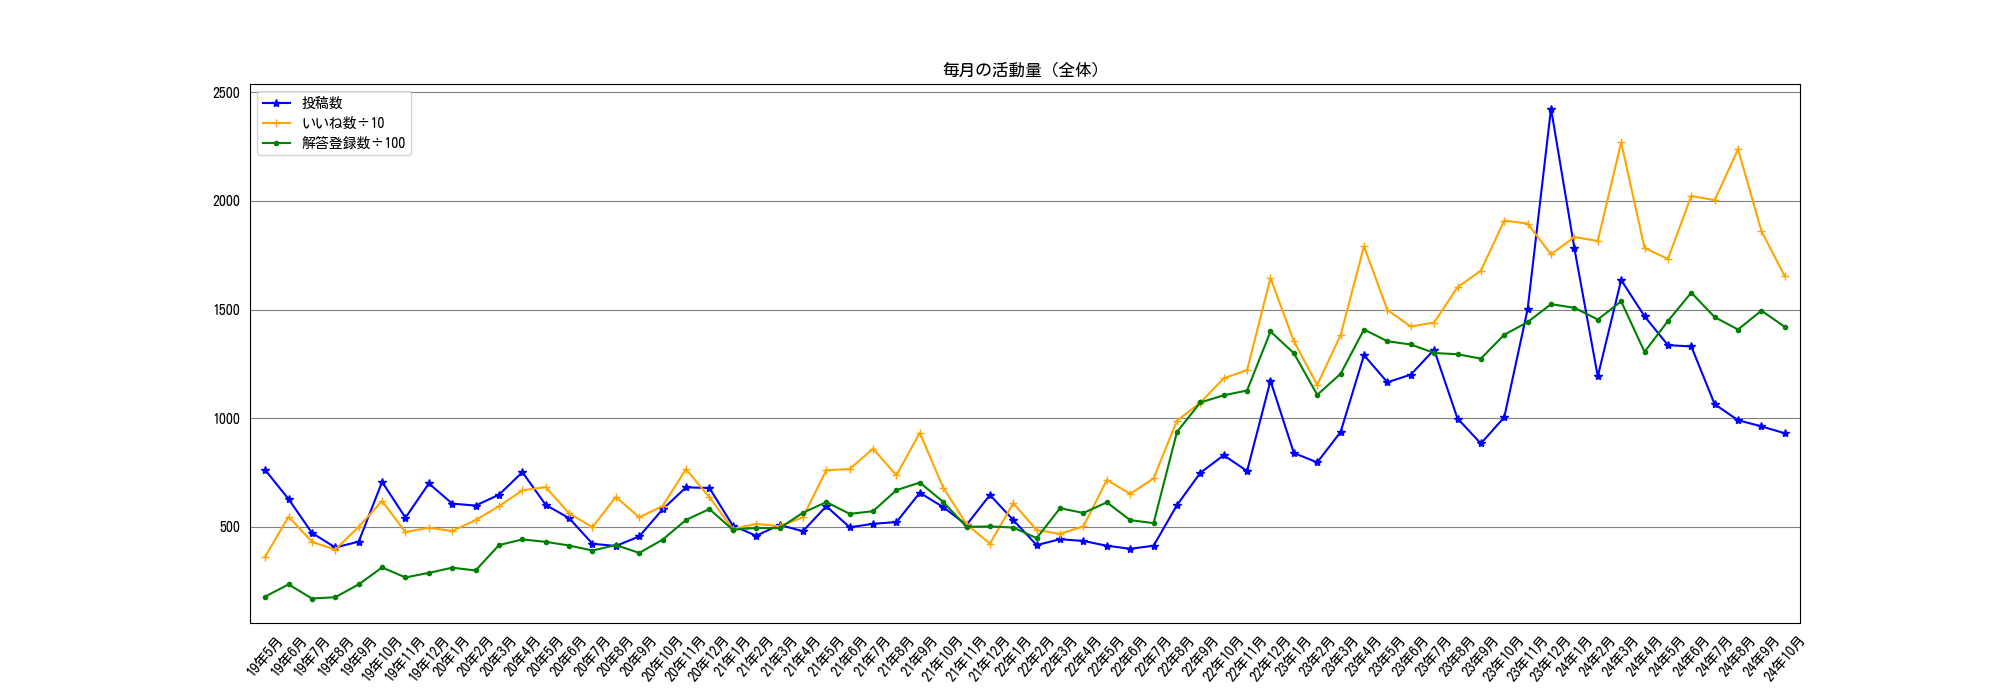 毎月の活動量（全体）
投稿数
いいね数÷10
解答登録数÷100
2500
2000
1500
1000
500
19年5月
19年6月
19年7月
19年8月
19年9月
19年10月
19年11月
19年12月
20年1月
20年2月
20年3月
20年4月
20年5月
20年6月
20年7月
20年8月
20年9月
20年10月
20年11月
20年12月
21年1月
21年2月
21年3月
21年4月
21年5月
21年6月
21年7月
21年8月
21年9月
21年10月
21年11月
21年12月
22年1月
22年2月
22年3月
22年4月
22年5月
22年6月
22年7月
22年8月
22年9月
22年10月
22年11月
22年12月
23年1月
23年2月
23年3月
23年4月
23年5月
23年6月
23年7月
23年8月
23年9月
23年10月
23年11月
23年12月
24年1月
24年2月
24年3月
24年4月
24年5月
24年6月
24年7月
24年8月
24年9月
24年10月